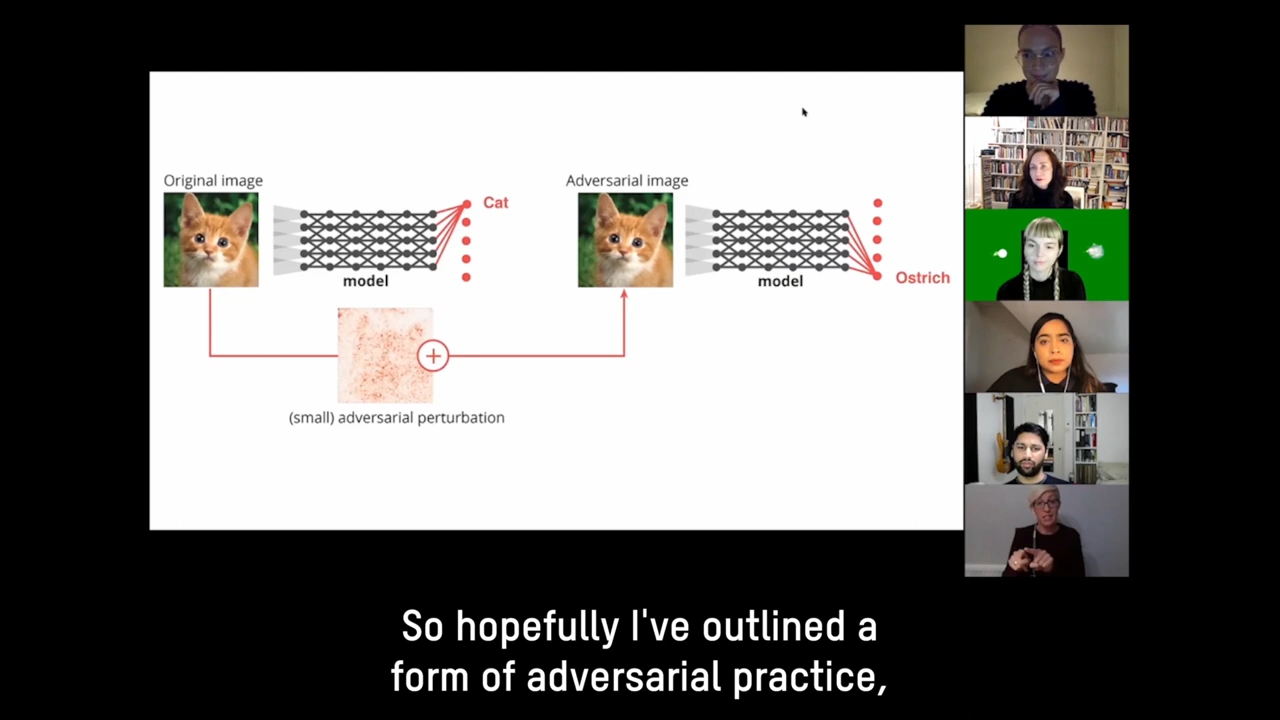 Original image
Cat
model
(small) adversarial perturbation
Adversarial image
model
Ostrich
So hopefully I've outlined a
form of adversarial practice,